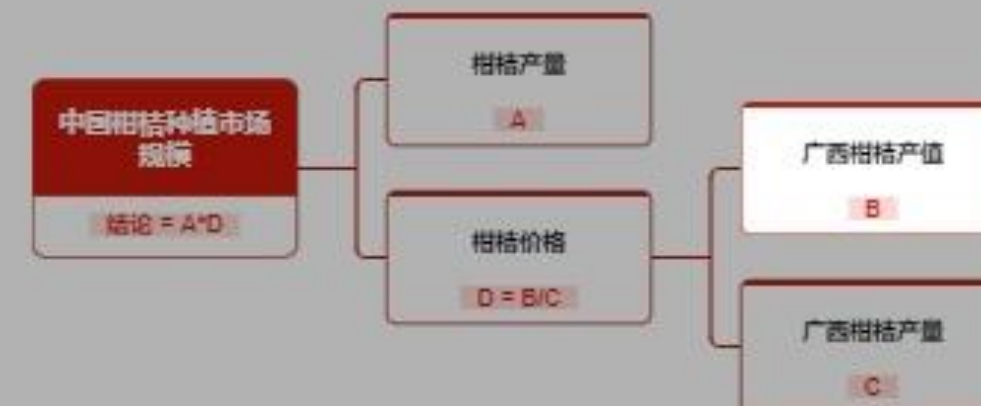 中国柑桔种植市场
规模
结论 = A*D
柑桔产量
A
柑桔价格
D = B/C
广西柑桔产值
B
广西柑桔产量
C